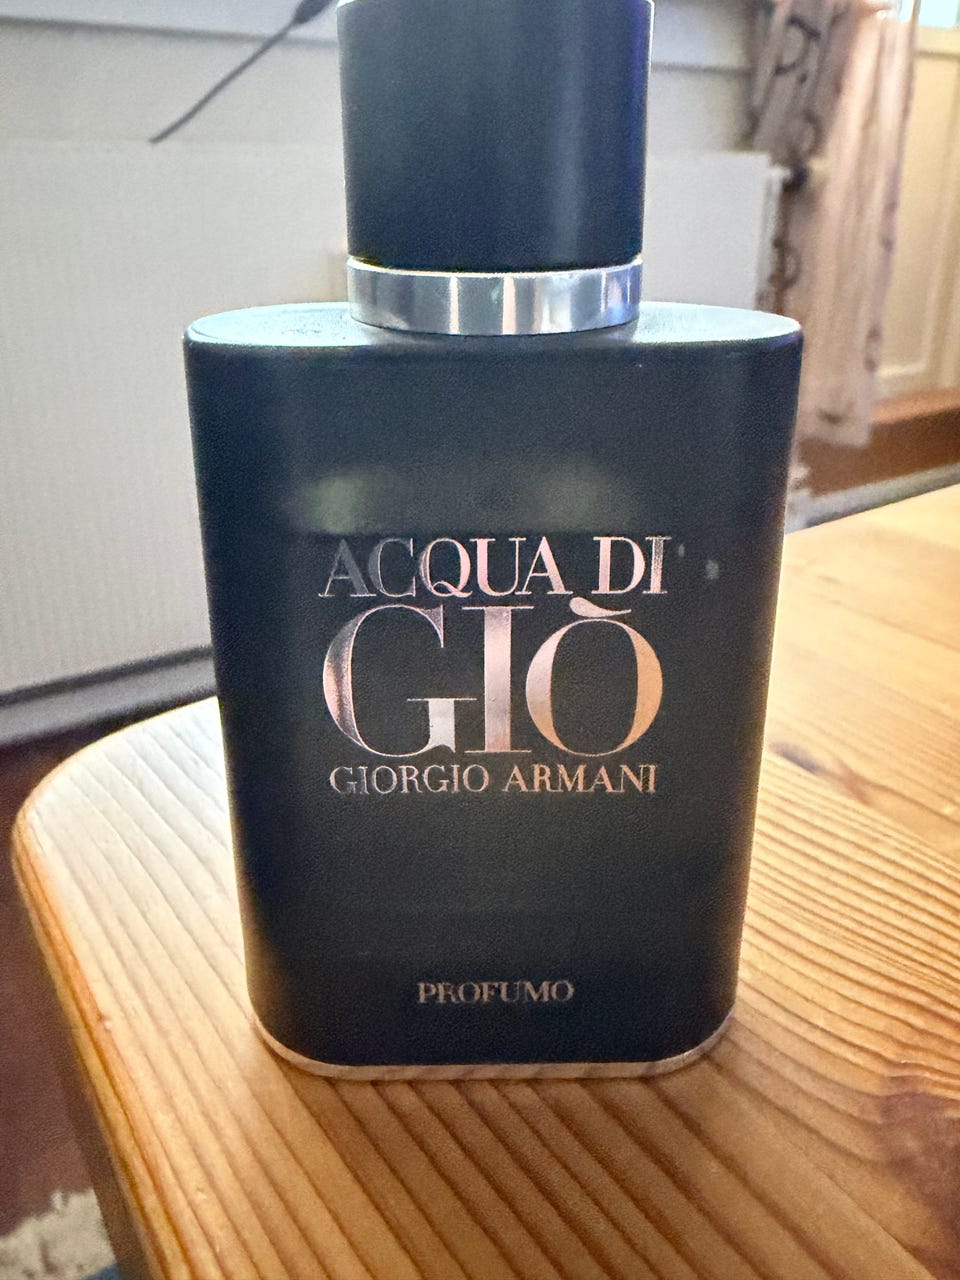 ACQUA DI
GIÒ
GIORGIO ARMANI
PROFUMO